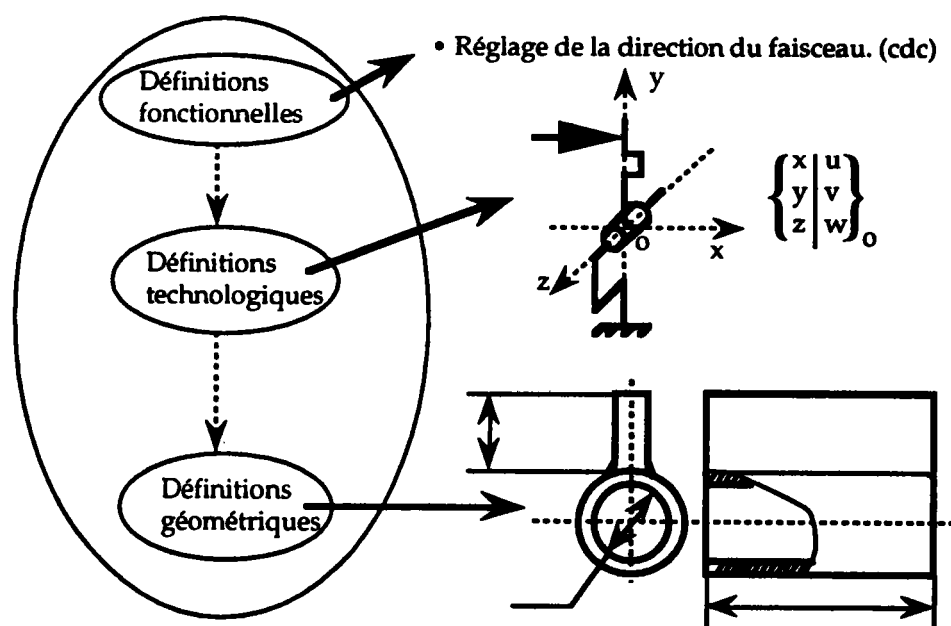 • Réglage de la direction du faisceau. (cdc)
Définitions
fonctionnelles
y
x u
y v
z w
o
o
x
z
Définitions
technologiques
Définitions
géométriques